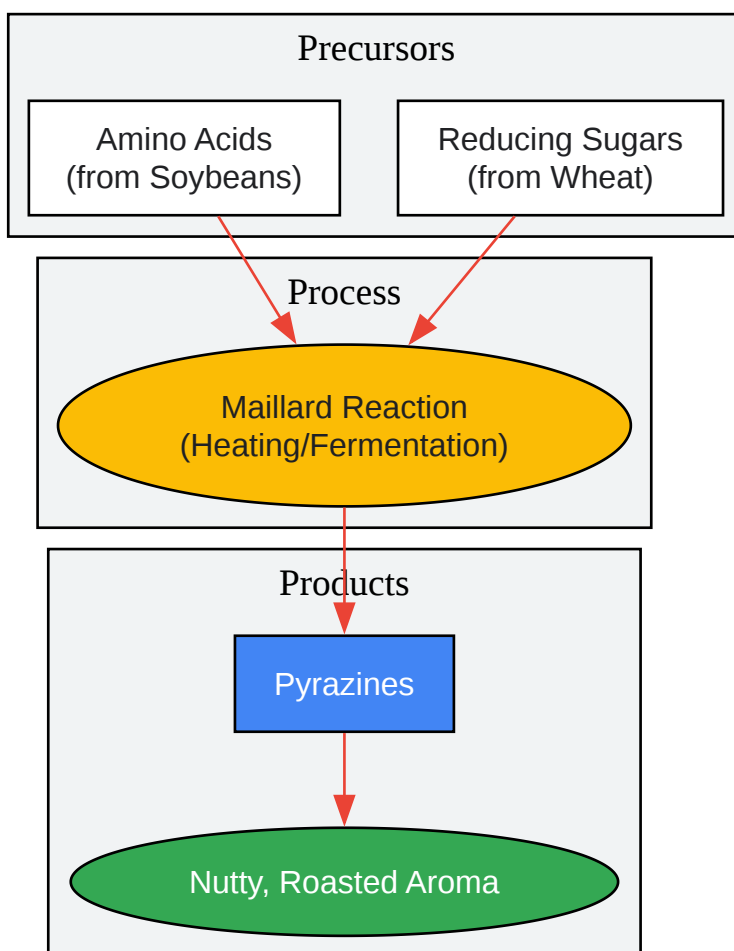 Precursors
Amino Acids
(from Soybeans)
Reducing Sugars
(from Wheat)
Process
Maillard Reaction
(Heating/Fermentation)
Products
Pyrazines
Nutty, Roasted Aroma